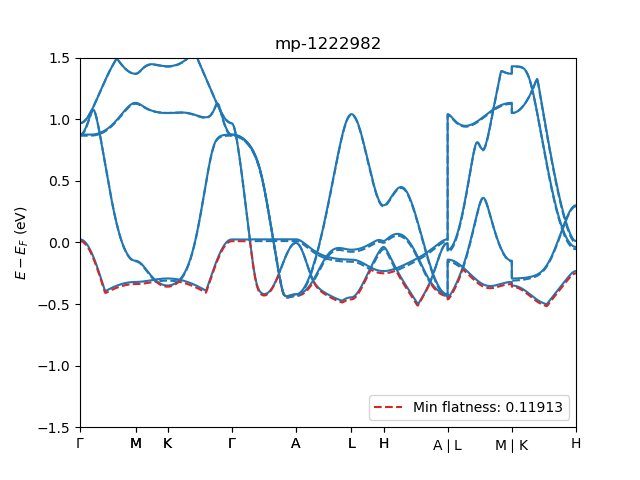 mp-1222982
1.5
1.0
0.5
0.0
−0.5
−1.0
−1.5
E − E_F (eV)
Min flatness: 0.11913
Γ M K Γ A L H A | L M | K H